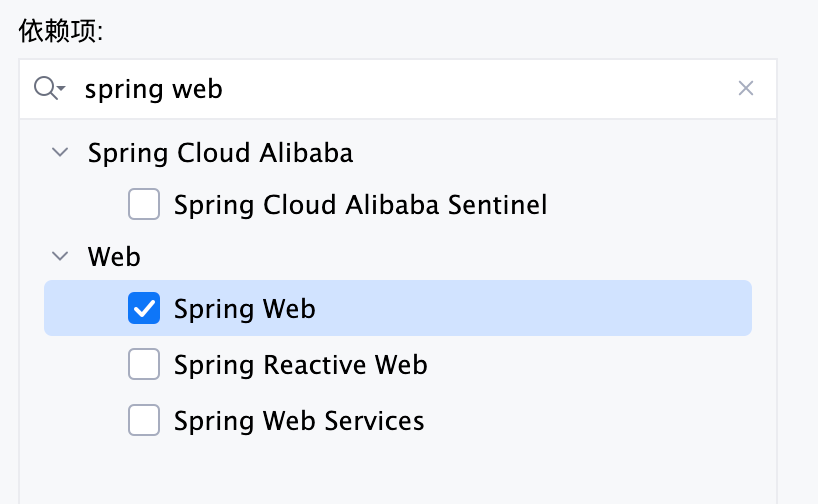 依赖项:
spring web
Spring Cloud Alibaba
Spring Cloud Alibaba Sentinel
Web
Spring Web
Spring Reactive Web
Spring Web Services